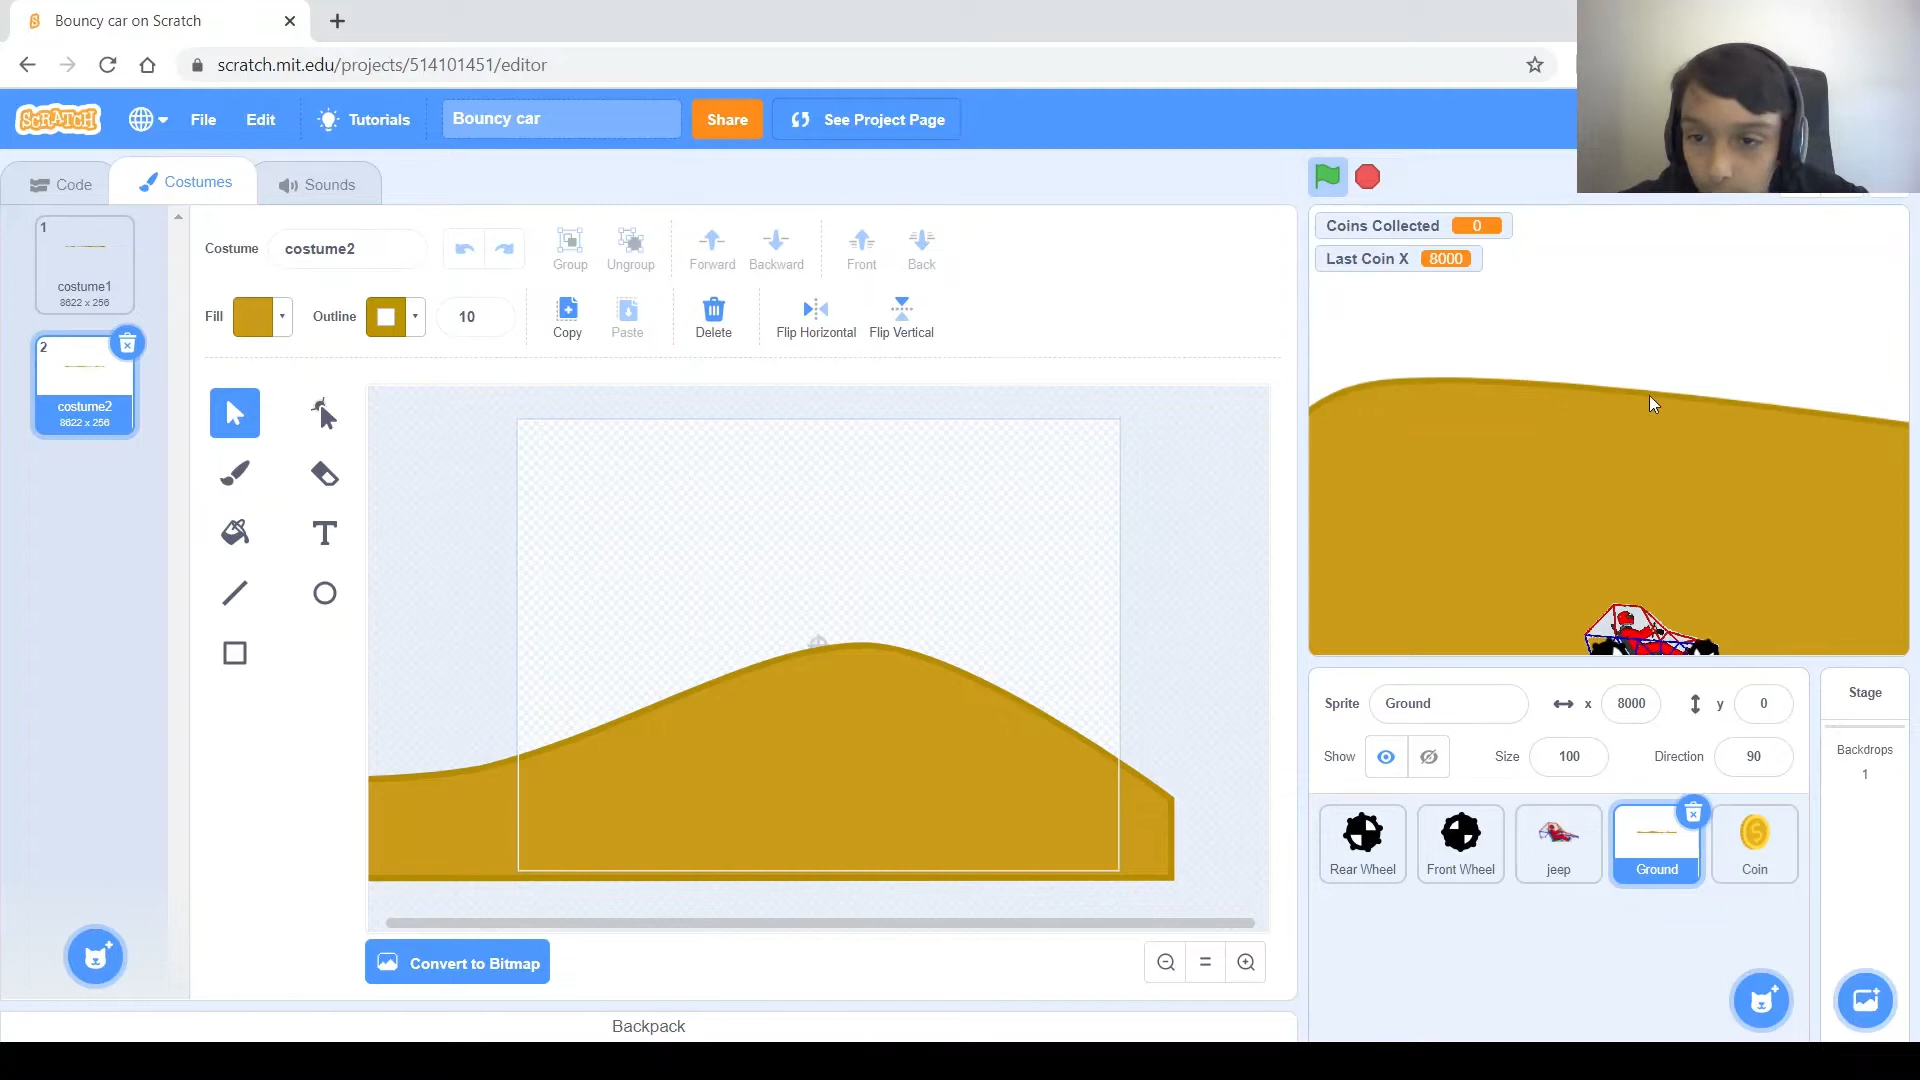 Bouncy car on Scratch
scratch.mit.edu/projects/514101451/editor
SCRATCH
File
Edit
Tutorials
Bouncy car
Share
See Project Page
Code
Costumes
Sounds
1
costume1
8622 x 256
2
costume2
8622 x 256
Costume
costume2
Group
Ungroup
Forward
Backward
Front
Back
Fill
Outline
10
Copy
Paste
Delete
Flip Horizontal
Flip Vertical
Convert to Bitmap
Backpack
Coins Collected 0
Last Coin X 8000
Sprite
Ground
x
8000
y
0
Show
Size
100
Direction
90
Rear Wheel
Front Wheel
jeep
Ground
Coin
Stage
Backdrops
1